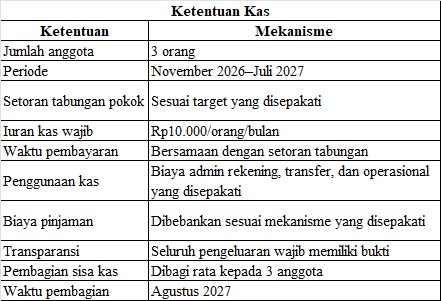 Ketentuan Kas
Ketentuan Mekanisme
Jumlah anggota 3 orang
Periode November 2026–Juli 2027
Setoran tabungan pokok Sesuai target yang disepakati
Iuran kas wajib Rp10.000/orang/bulan
Waktu pembayaran Bersamaan dengan setoran tabungan
Penggunaan kas Biaya admin rekening, transfer, dan operasional
yang disepakati
Biaya pinjaman Dibebankan sesuai mekanisme yang disepakati
Transparansi Seluruh pengeluaran wajib memiliki bukti
Pembagian sisa kas Dibagi rata kepada 3 anggota
Waktu pembagian Agustus 2027